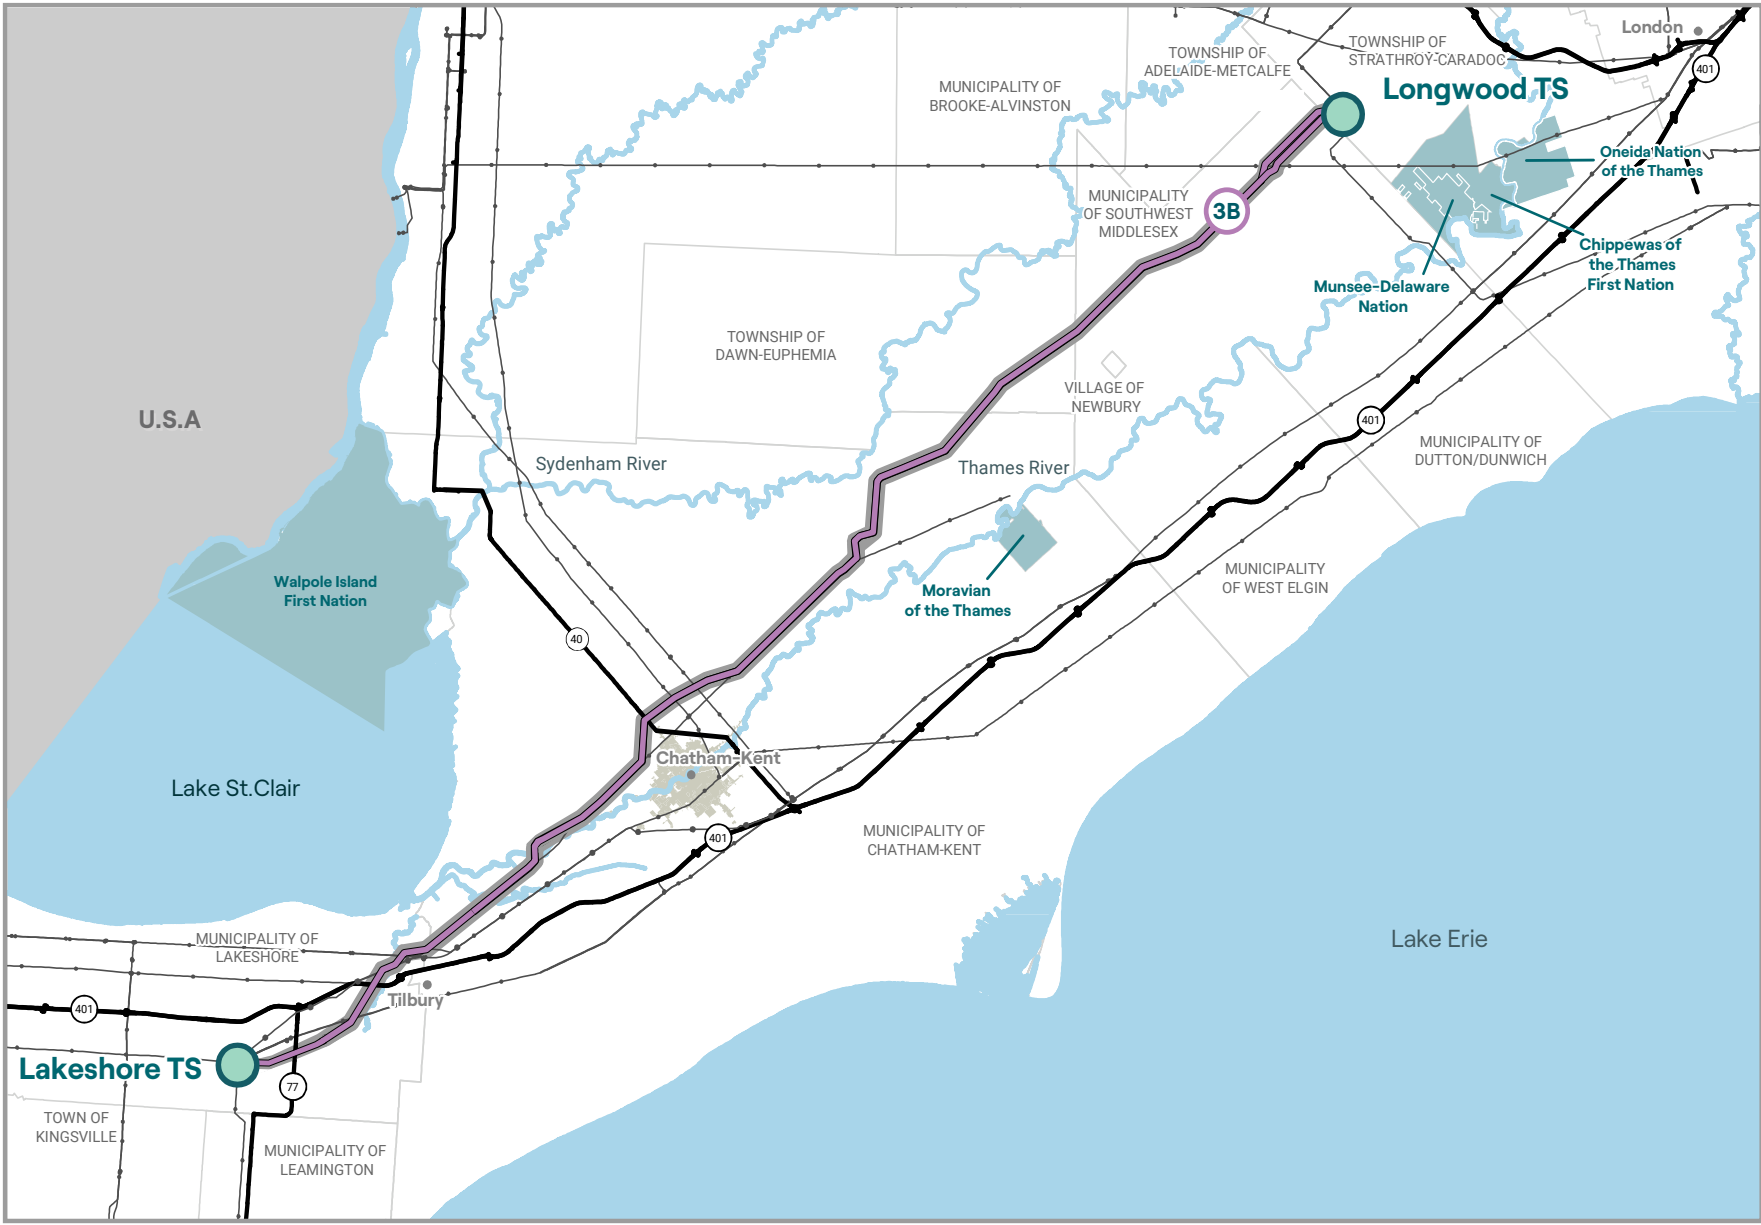 London
TOWNSHIP OF
STRATHROY-CARADOC
TOWNSHIP OF
ADELAIDE-METCALFE
401
Longwood TS
MUNICIPALITY OF
BROOKE-ALVINSTON
Oneida Nation
of the Thames
MUNICIPALITY
OF SOUTHWEST
MIDDLESEX
3B
Chippewas of
the Thames
First Nation
Munsee-Delaware
Nation
TOWNSHIP OF
DAWN-EUPHEMIA
VILLAGE OF
NEWBURY
U.S.A
401
MUNICIPALITY OF
DUTTON/DUNWICH
Sydenham River
Thames River
Walpole Island
First Nation
Moravian
of the Thames
MUNICIPALITY
OF WEST ELGIN
40
Chatham-Kent
Lake St.Clair
401
MUNICIPALITY OF
CHATHAM-KENT
Lake Erie
MUNICIPALITY OF
LAKESHORE
Tilbury
401
Lakeshore TS
77
TOWN OF
KINGSVILLE
MUNICIPALITY OF
LEAMINGTON